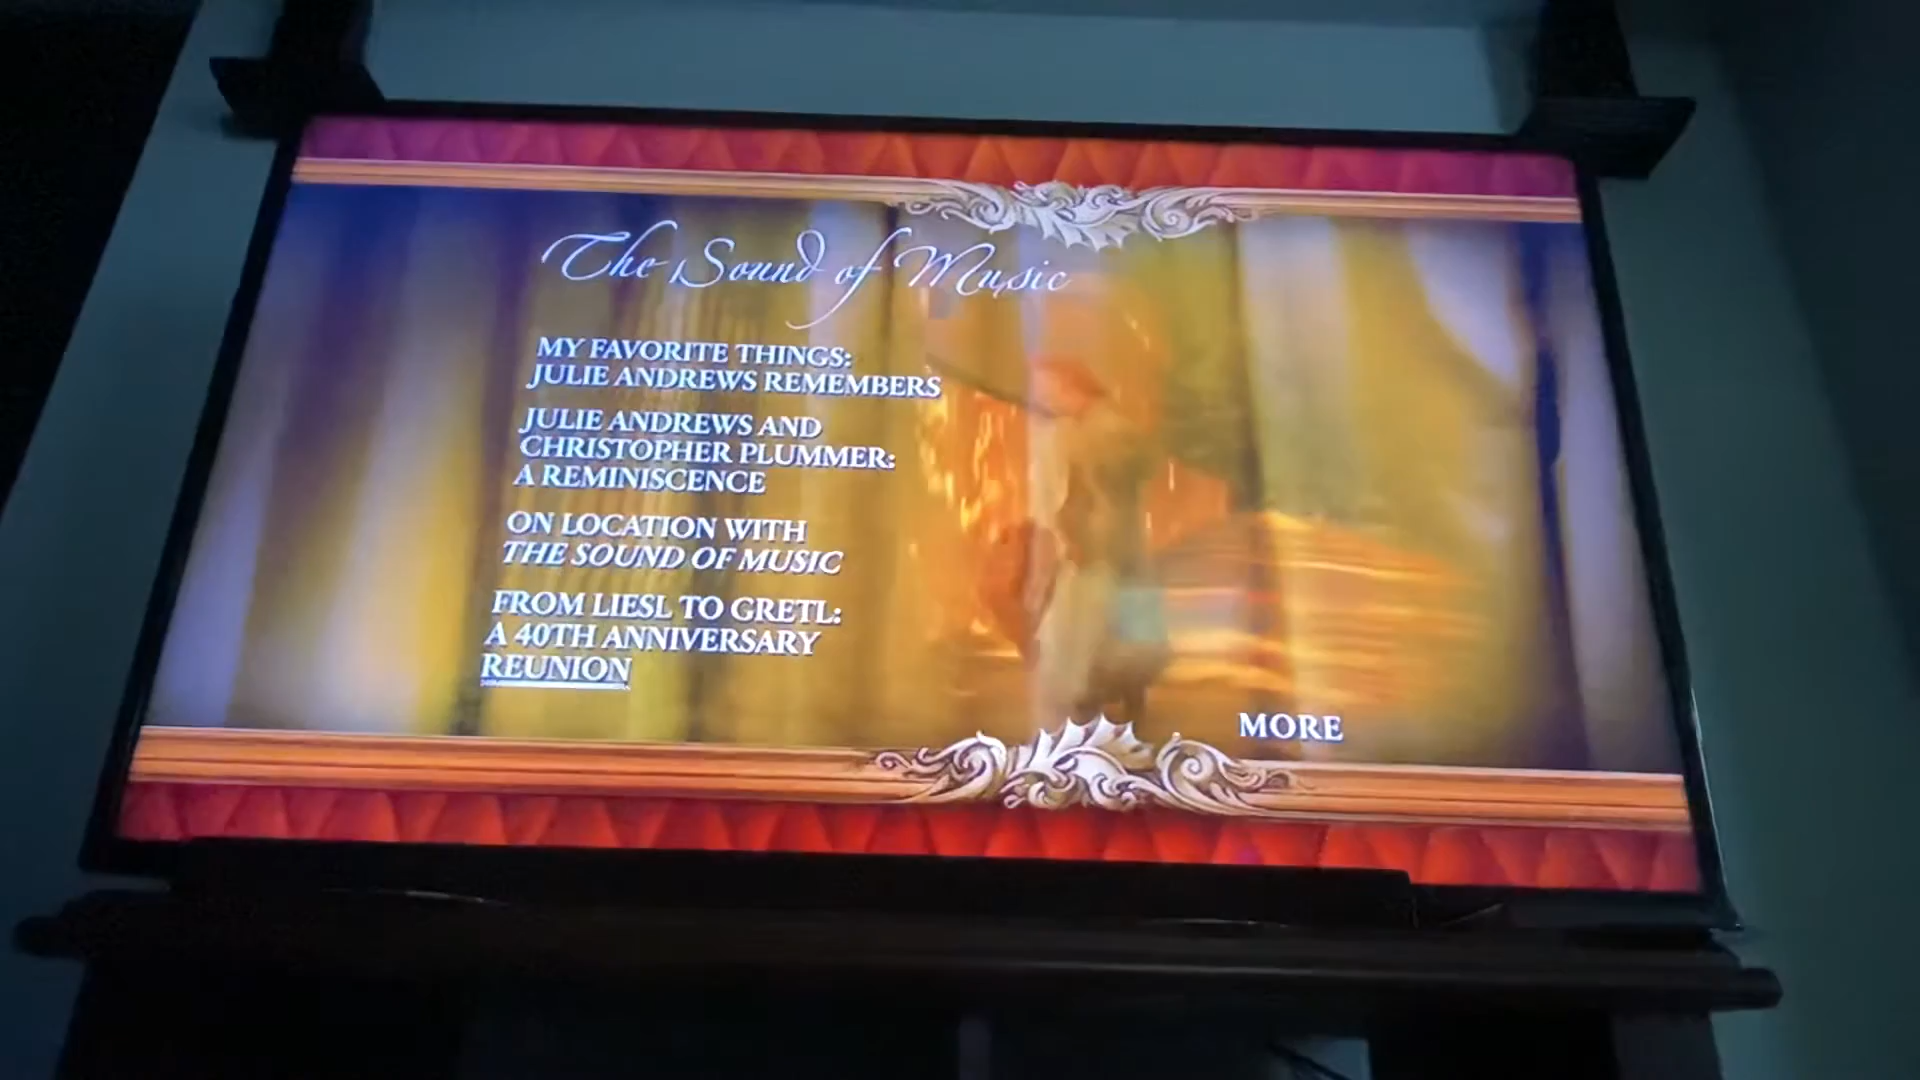 The Sound of Music
MY FAVORITE THINGS:
JULIE ANDREWS REMEMBERS
JULIE ANDREWS AND
CHRISTOPHER PLUMMER:
A REMINISCENCE
ON LOCATION WITH
THE SOUND OF MUSIC
FROM LIESL TO GRETL:
A 40TH ANNIVERSARY
REUNION
MORE